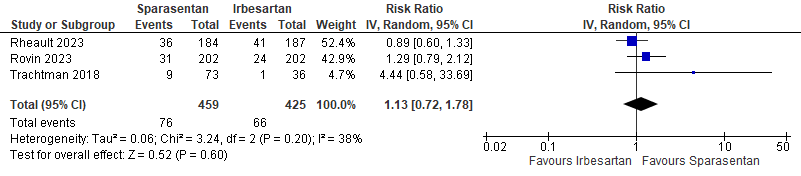 Sparasentan Irbesartan Risk Ratio Risk Ratio
Study or Subgroup Events Total Events Total Weight IV, Random, 95% CI IV, Random, 95% CI
Rheault 2023 36 184 41 187 52.4% 0.89 [0.60, 1.33]
Rovin 2023 31 202 24 202 42.9% 1.29 [0.79, 2.12]
Trachtman 2018 9 73 1 36 4.7% 4.44 [0.58, 33.69]
Total (95% CI) 459 425 100.0% 1.13 [0.72, 1.78]
Total events 76 66
Heterogeneity: Tau² = 0.06; Chi² = 3.24, df = 2 (P = 0.20); I² = 38%
Test for overall effect: Z = 0.52 (P = 0.60)
0.02 0.1 1 10 50
Favours Irbesartan Favours Sparasentan